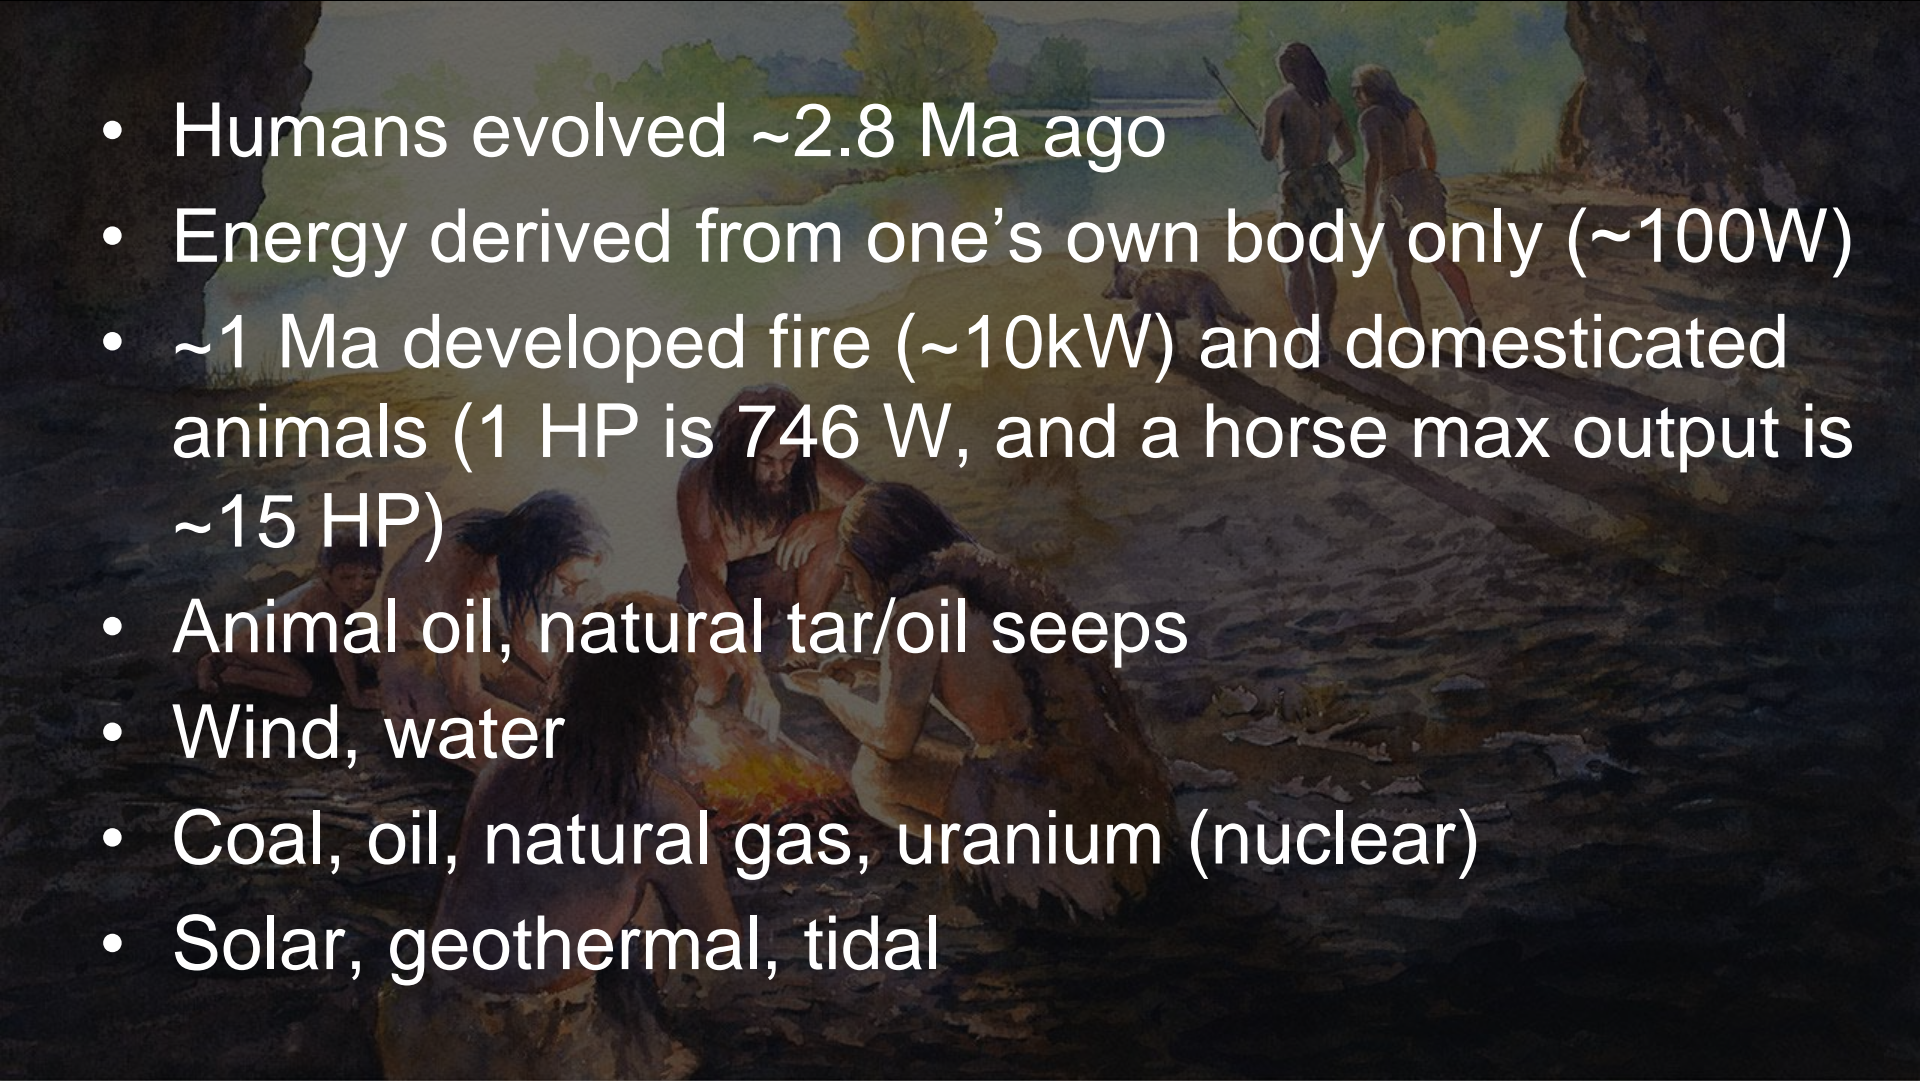 • Humans evolved ~2.8 Ma ago
• Energy derived from one’s own body only (~100W)
• ~1 Ma developed fire (~10kW) and domesticated
animals (1 HP is 746 W, and a horse max output is
~15 HP)
• Animal oil, natural tar/oil seeps
• Wind, water
• Coal, oil, natural gas, uranium (nuclear)
• Solar, geothermal, tidal